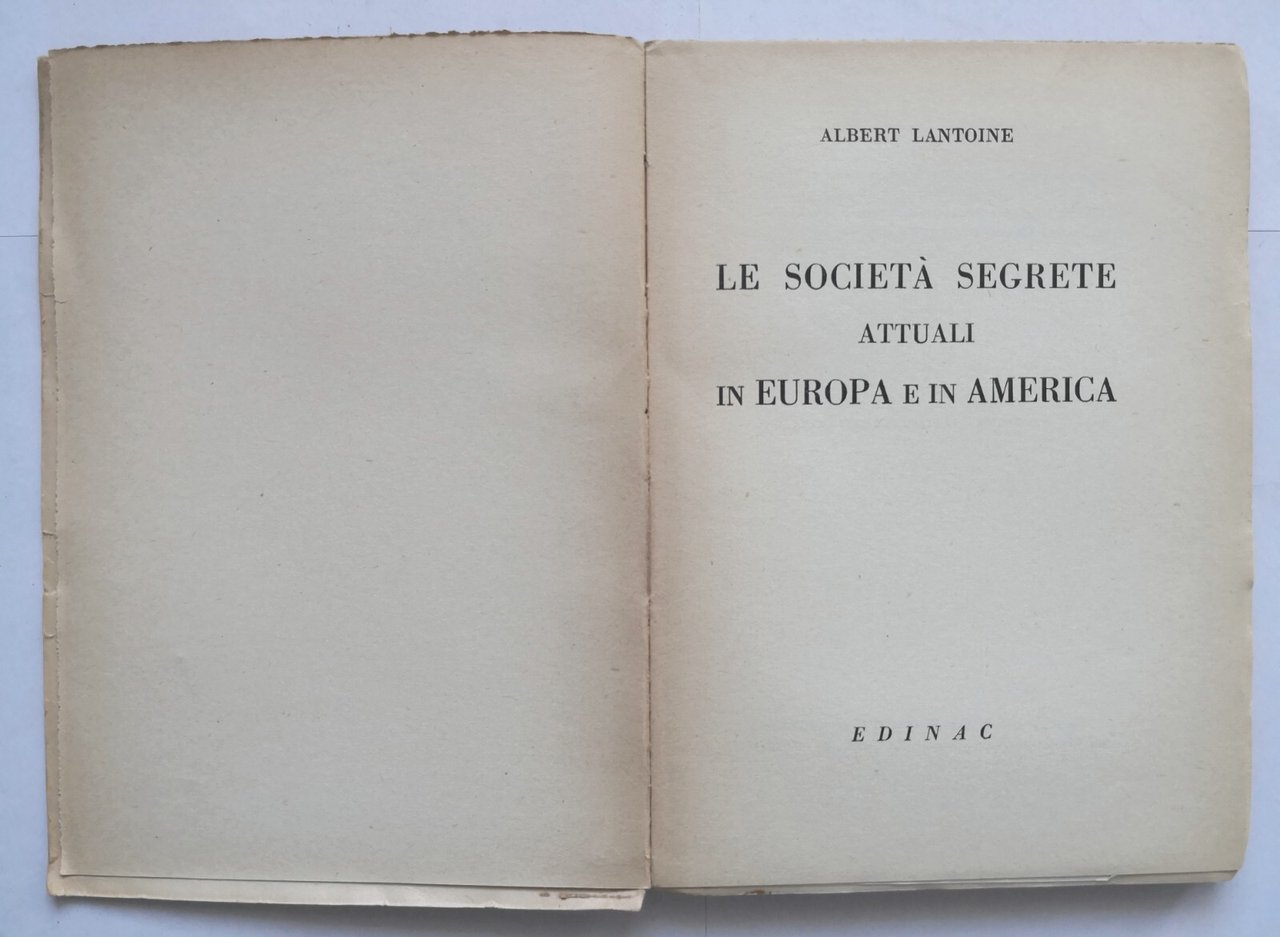 ALBERT LANTOINE
LE SOCIETÀ SEGRETE
ATTUALI
IN EUROPA E IN AMERICA
EDINAC